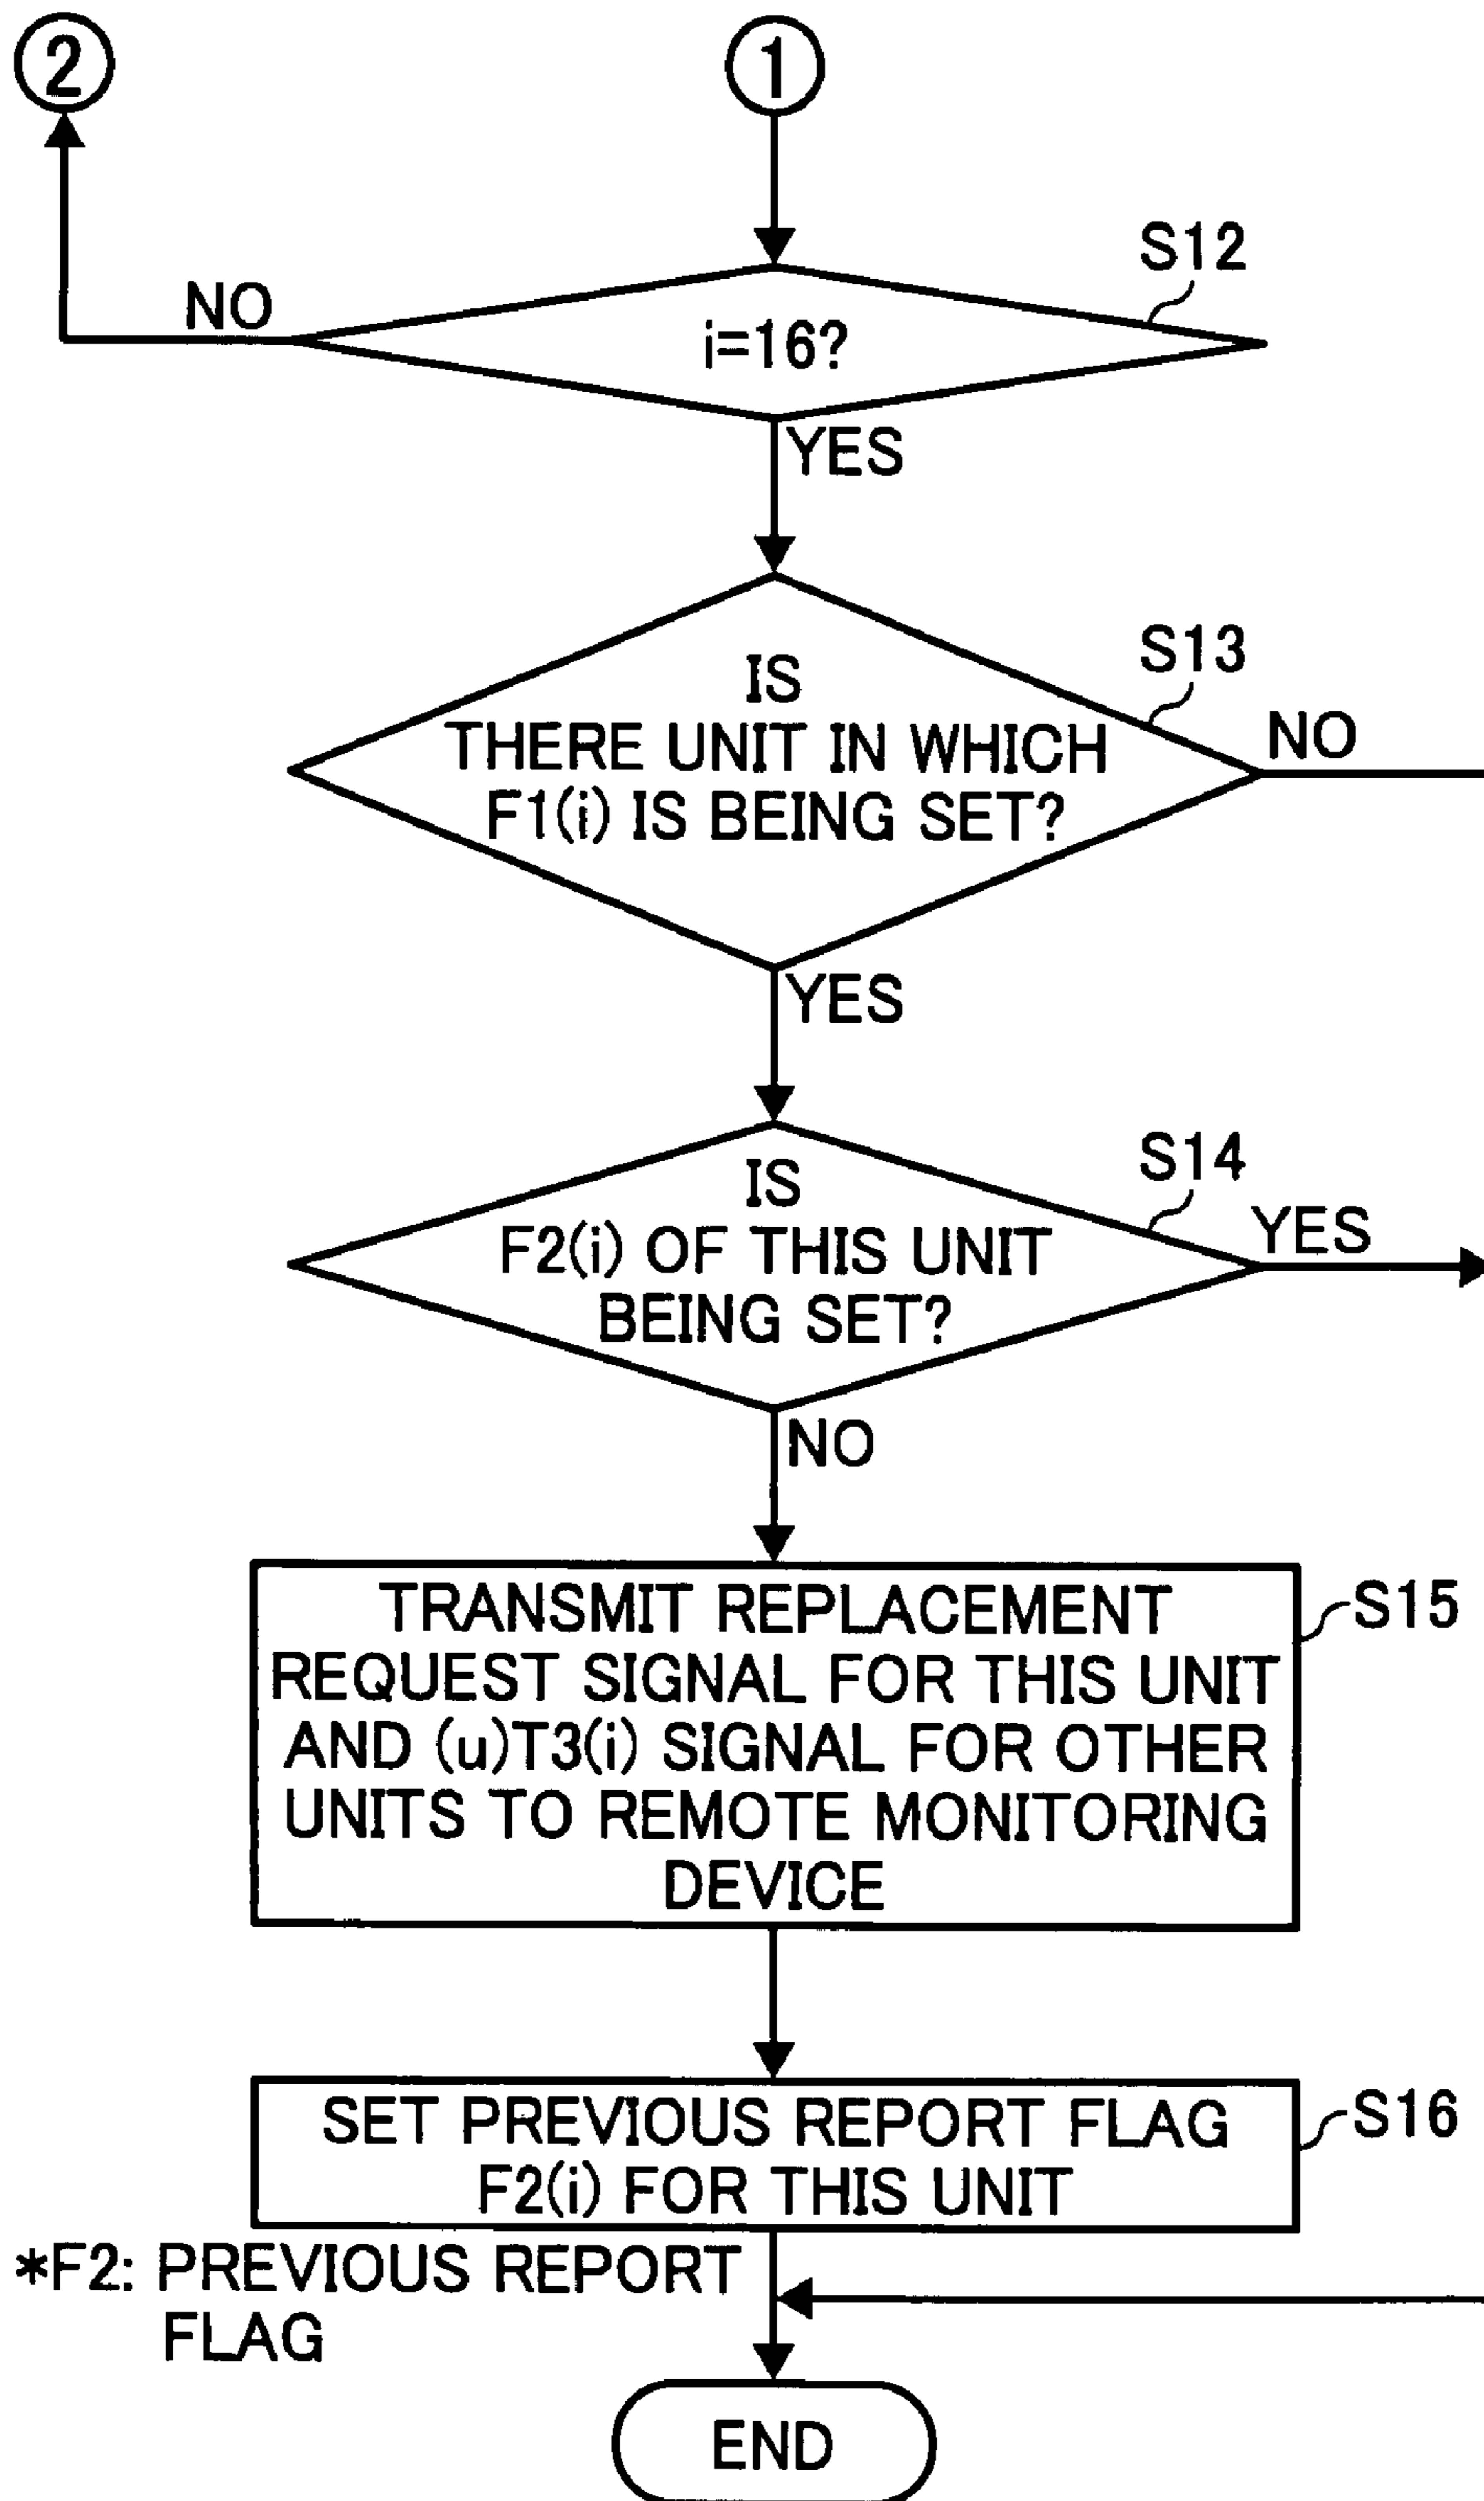 2
1
S12
NO
i=16?
YES
S13
IS
THERE UNIT IN WHICH
F1(i) IS BEING SET?
NO
YES
S14
IS
F2(i) OF THIS UNIT
BEING SET?
YES
NO
TRANSMIT REPLACEMENT
REQUEST SIGNAL FOR THIS UNIT
AND (u)T3(i) SIGNAL FOR OTHER
UNITS TO REMOTE MONITORING
DEVICE
S15
SET PREVIOUS REPORT FLAG
F2(i) FOR THIS UNIT
S16
*F2: PREVIOUS REPORT
FLAG
END